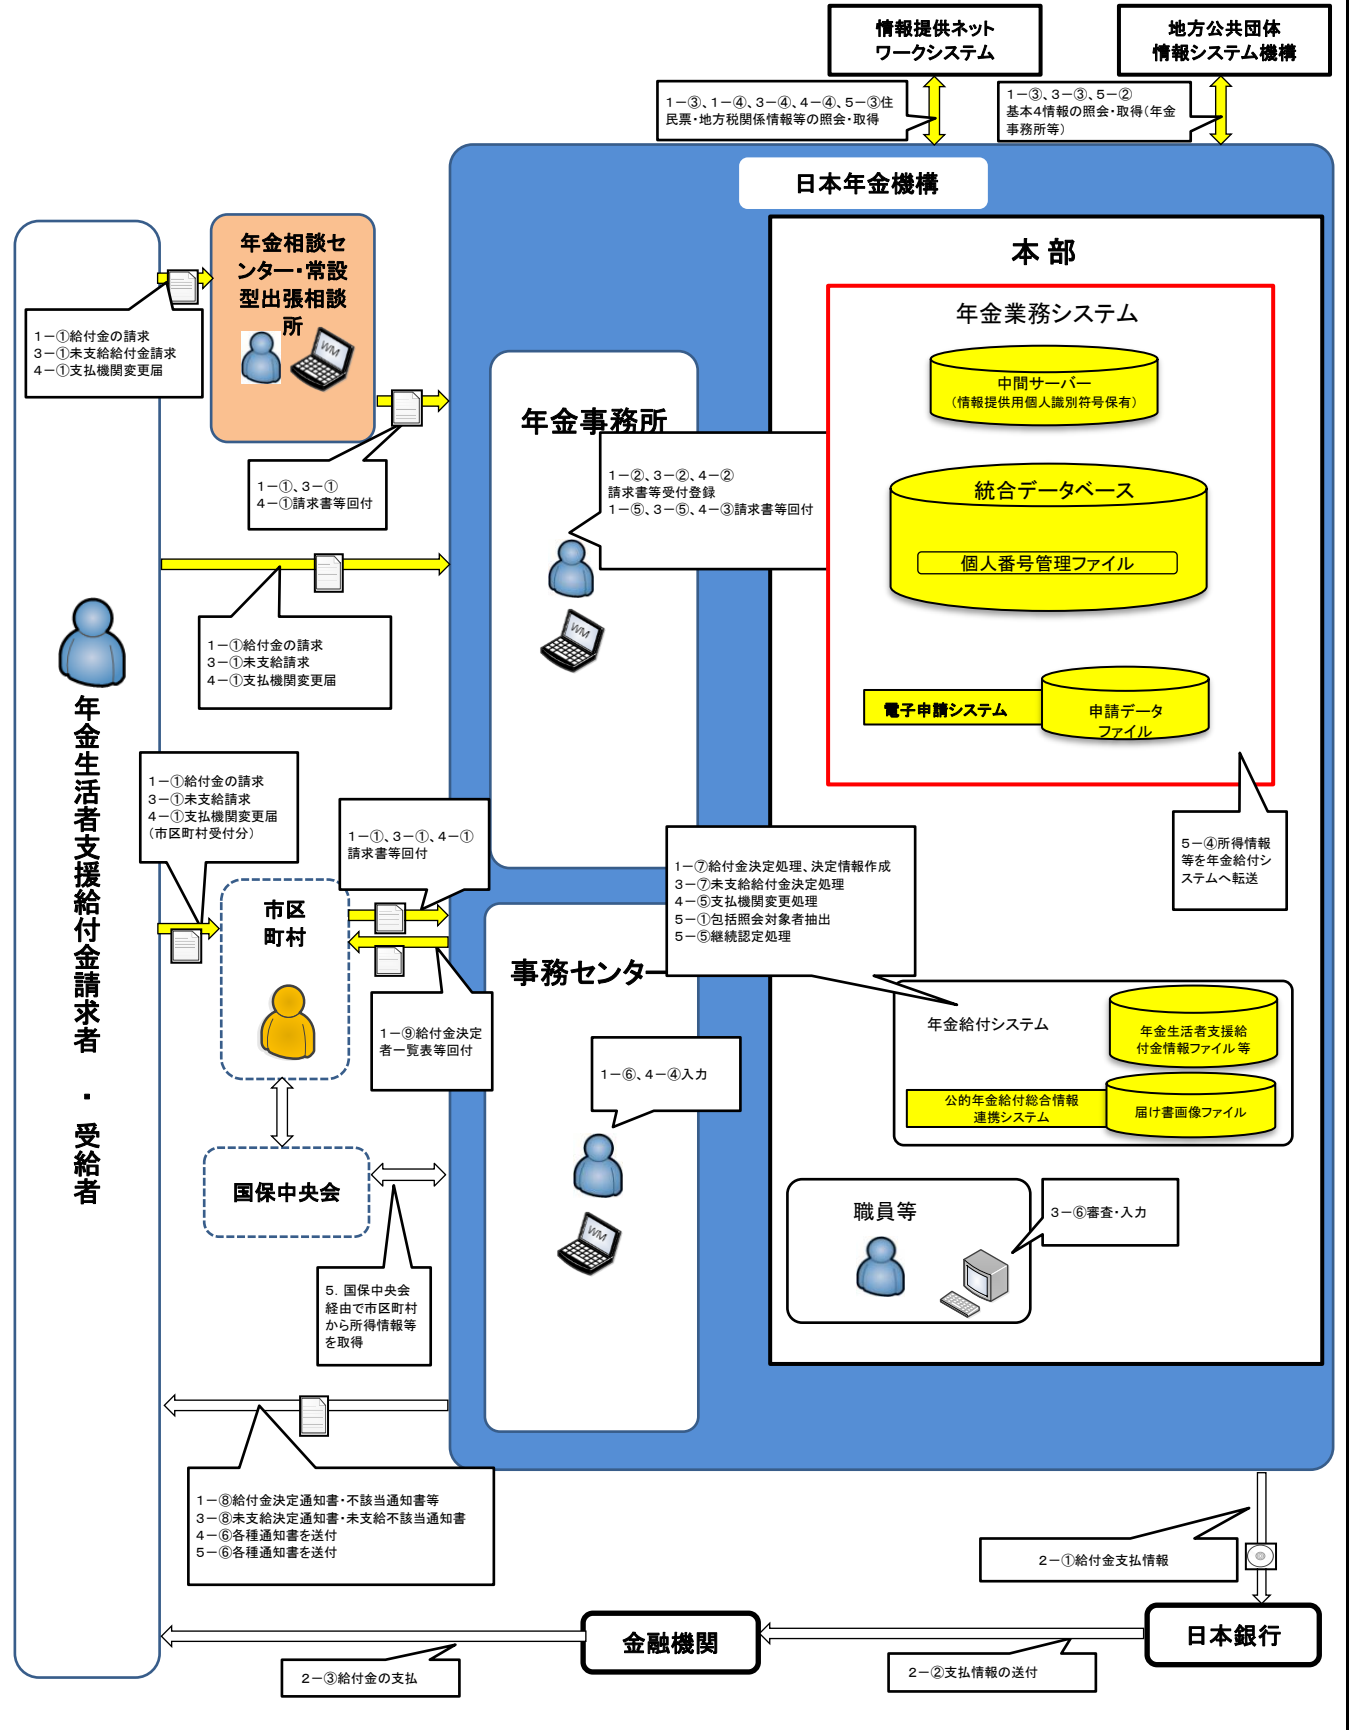 情報提供ネット
ワークシステム
地方公共団体
情報システム機構
1－③、1－④、3－④、4－④、5－③住
民票・地方税関係情報等の照会・取得
1－③、3－③、5－②
基本4情報の照会・取得(年金
事務所等)
日本年金機構
本 部
年金相談セ
ンター・常設
型出張相談
所
年金業務システム
1－①給付金の請求
3－①未支給給付金請求
4－①支払機関変更届
中間サーバー
（情報提供用個人識別符号保有）
年金事務所
1－①、3－①
4－①請求書等回付
1－②、3－②、4－②
請求書等受付登録
1－⑤、3－⑤、4－③請求書等回付
統合データベース
個人番号管理ファイル
1－①給付金の請求
3－①未支給請求
4－①支払機関変更届
電子申請システム
申請データ
ファイル
年金生活者支援給付金請求者 ・ 受給者
1－①給付金の請求
3－①未支給請求
4－①支払機関変更届
（市区町村受付分）
1－①、3－①、4－①
請求書等回付
5－④所得情報
等を年金給付シ
ステムへ転送
1－⑦給付金決定処理、決定情報作成
3－⑦未支給給付金決定処理
4－⑤支払機関変更処理
5－①包括照会対象者抽出
5－⑤継続認定処理
市区
町村
事務センター
1－⑨給付金決定
者一覧表等回付
年金給付システム
年金生活者支援給
付金情報ファイル等
1－⑥、4－④入力
公的年金給付総合情報
連携システム
届け書画像ファイル
国保中央会
職員等
3－⑥審査・入力
5. 国保中央会
経由で市区町村
から所得情報等
を取得
1－⑧給付金決定通知書・不該当通知書等
3－⑧未支給決定通知書・未支給不該当通知書
4－⑥各種通知書を送付
5－⑥各種通知書を送付
2－①給付金支払情報
日本銀行
金融機関
2－②支払情報の送付
2－③給付金の支払